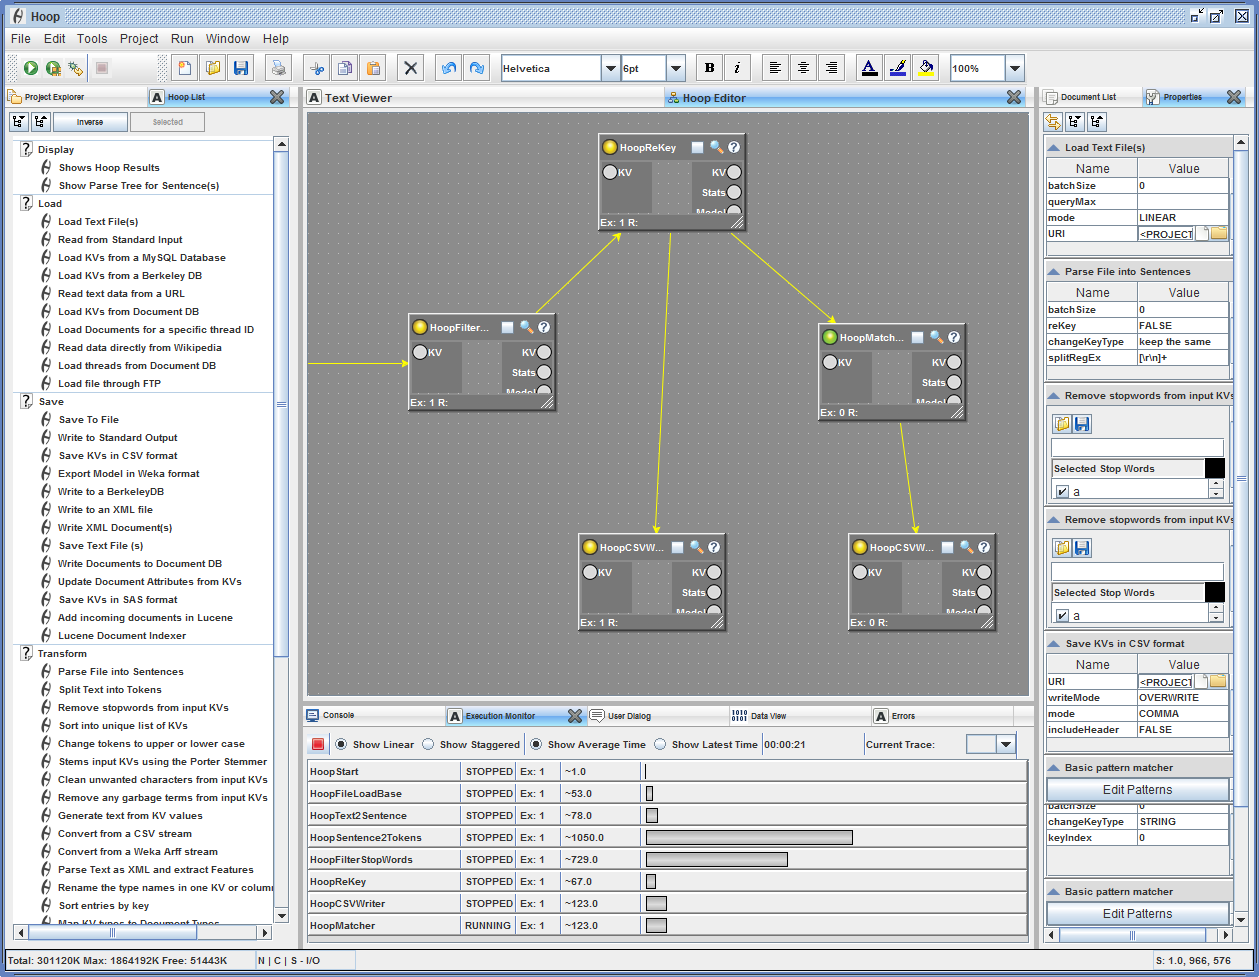 Hoop
File Edit Tools Project Run Window Help
Helvetica 6pt B i A 100%
Project Explorer
A Hoop List
Inverse Selected
? Display
Shows Hoop Results
Show Parse Tree for Sentence(s)
? Load
Load Text File(s)
Read from Standard Input
Load KVs from a MySQL Database
Load KVs from a Berkeley DB
Read text data from a URL
Load KVs from Document DB
Load Documents for a specific thread ID
Read data directly from Wikipedia
Load threads from Document DB
Load file through FTP
? Save
Save To File
Write to Standard Output
Save KVs in CSV format
Export Model in Weka format
Write to a BerkeleyDB
Write to an XML file
Write XML Document(s)
Save Text File (s)
Write Documents to Document DB
Update Document Attributes from KVs
Save KVs in SAS format
Add incoming documents in Lucene
Lucene Document Indexer
? Transform
Parse File into Sentences
Split Text into Tokens
Remove stopwords from input KVs
Sort into unique list of KVs
Change tokens to upper or lower case
Stems input KVs using the Porter Stemmer
Clean unwanted characters from input KVs
Remove any garbage terms from input KVs
Generate text from KV values
Convert from a CSV stream
Convert from a Weka Arff stream
Parse Text as XML and extract Features
Rename the type names in one KV or column
Sort entries by key
Map KV types to Document Types
A Text Viewer
Hoop Editor
HoopReKey ?
KV KV
Stats
Model
Ex: 1 R:
HoopFilter... ?
KV KV
Stats
Model
Ex: 1 R:
HoopMatch... ?
KV KV
Stats
Model
Ex: 0 R:
HoopCSVW... ?
KV KV
Stats
Model
Ex: 1 R:
HoopCSVW... ?
KV KV
Stats
Model
Ex: 0 R:
Console
A Execution Monitor
User Dialog
Data View
A Errors
Show Linear Show Staggered Show Average Time Show Latest Time 00:00:21 Current Trace:
HoopStart STOPPED Ex: 1 ~1.0
HoopFileLoadBase STOPPED Ex: 1 ~53.0
HoopText2Sentence STOPPED Ex: 1 ~78.0
HoopSentence2Tokens STOPPED Ex: 1 ~1050.0
HoopFilterStopWords STOPPED Ex: 1 ~729.0
HoopReKey STOPPED Ex: 1 ~67.0
HoopCSVWriter STOPPED Ex: 1 ~123.0
HoopMatcher RUNNING Ex: 1 ~123.0
Document List
Properties
Load Text File(s)
Name Value
batchSize 0
queryMax
mode LINEAR
URI <PROJECT
Parse File into Sentences
Name Value
batchSize 0
reKey FALSE
changeKeyType keep the same
splitRegEx [\r\n]+
Remove stopwords from input KVs
Selected Stop Words
a
Remove stopwords from input KVs
Selected Stop Words
a
Save KVs in CSV format
Name Value
URI <PROJECT
writeMode OVERWRITE
mode COMMA
includeHeader FALSE
Basic pattern matcher
Edit Patterns
batchSize 0
changeKeyType STRING
keyIndex 0
Basic pattern matcher
Edit Patterns
Total: 301120K Max: 1864192K Free: 51443K N | C | S - I/O S: 1.0, 966, 576